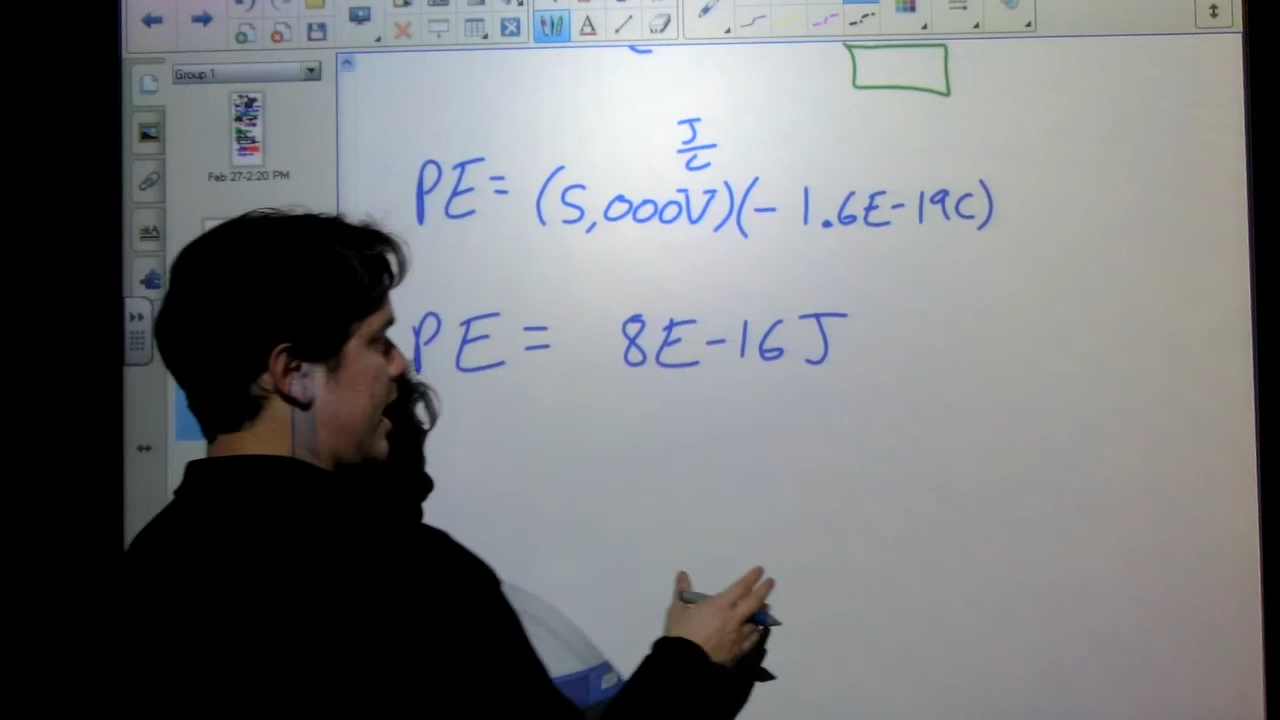 Group 1
Feb 27-2:20 PM
J
C
PE= (5,000V)(- 1.6E-19C)
PE= 8E-16J